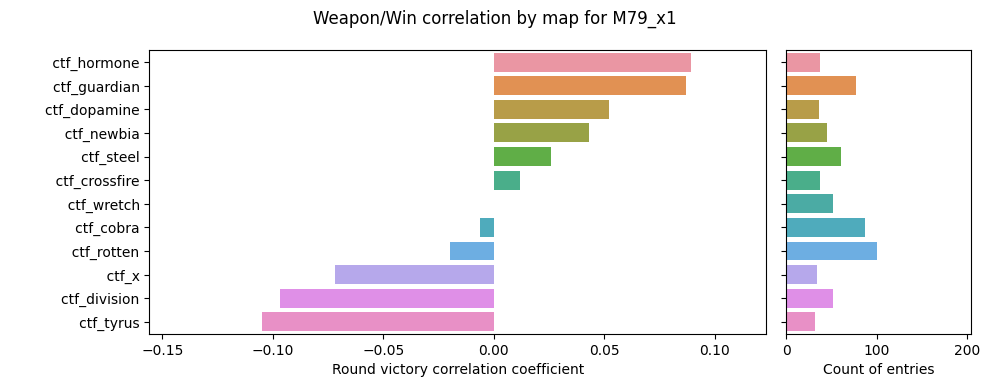 Weapon/Win correlation by map for M79_x1
ctf_hormone
ctf_guardian
ctf_dopamine
ctf_newbia
ctf_steel
ctf_crossfire
ctf_wretch
ctf_cobra
ctf_rotten
ctf_x
ctf_division
ctf_tyrus
−0.15 −0.10 −0.05 0.00 0.05 0.10
Round victory correlation coefficient
0 100 200
Count of entries